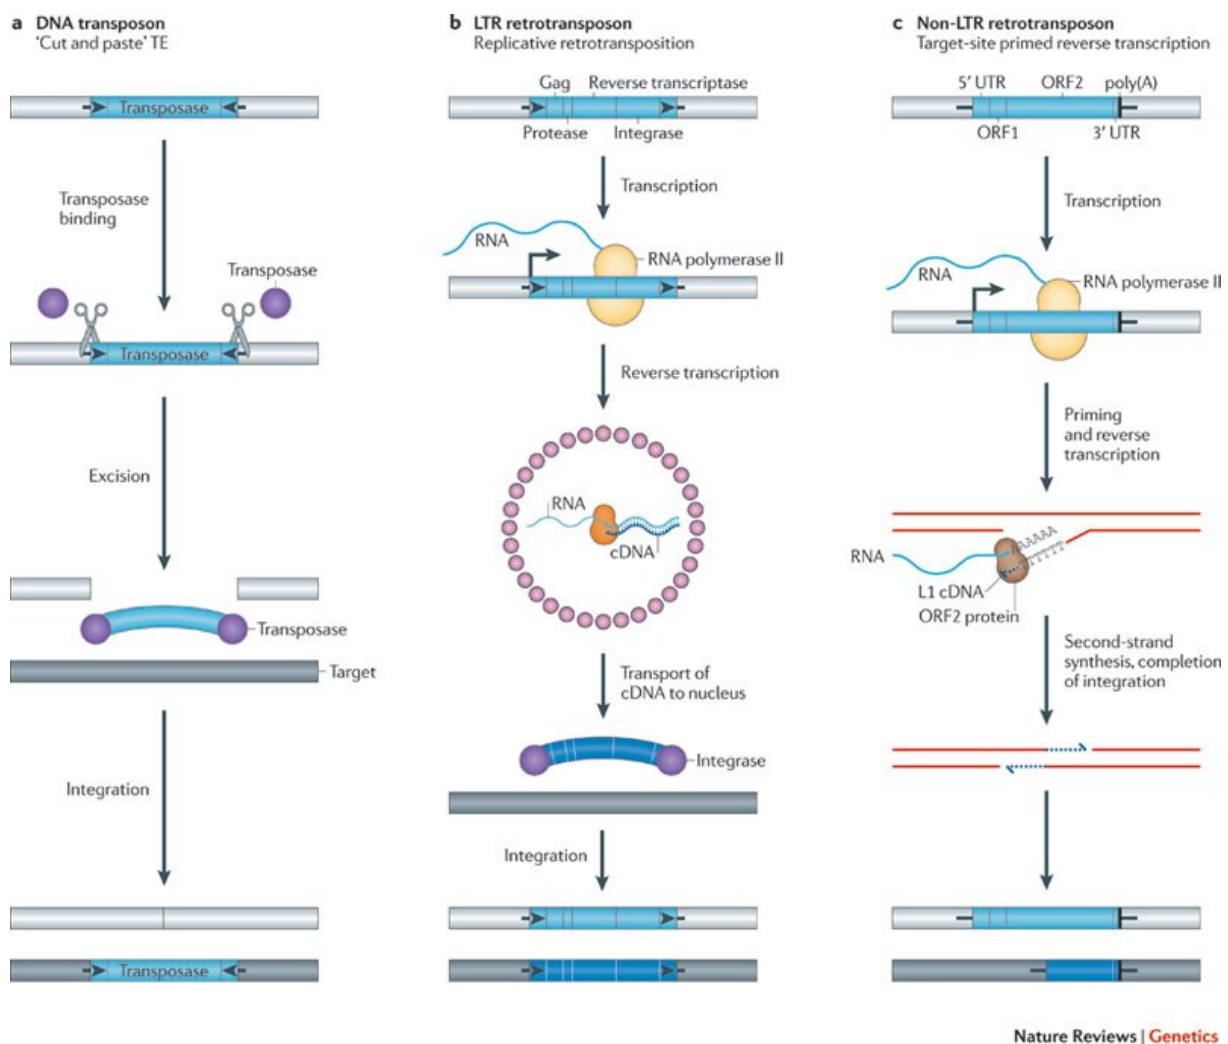 a DNA transposon
'Cut and paste' TE
Transposase
Transposase
binding
Transposase
Transposase
Excision
Transposase
Target
Integration
Transposase
b LTR retrotransposon
Replicative retrotransposition
Gag Reverse transcriptase
Protease Integrase
Transcription
RNA
RNA polymerase II
Reverse transcription
RNA
cDNA
Transport of
cDNA to nucleus
Integrase
Integration
c Non-LTR retrotransposon
Target-site primed reverse transcription
5′ UTR ORF2 poly(A)
ORF1 3′ UTR
Transcription
RNA
RNA polymerase II
Priming
and reverse
transcription
AAAAAA
TTTTTT
RNA
L1 cDNA
ORF2 protein
Second-strand
synthesis, completion
of integration
Nature Reviews | Genetics